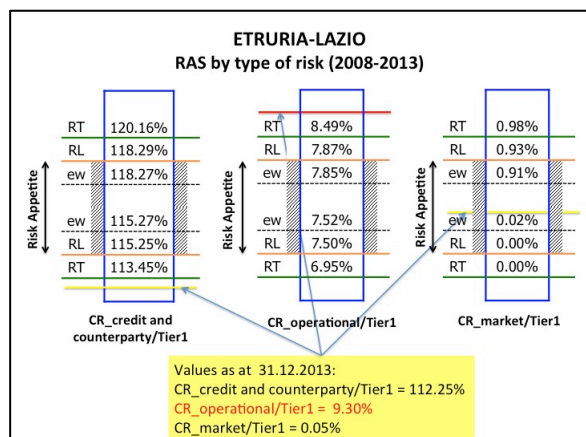 ETRURIA-LAZIO
RAS by type of risk (2008-2013)
Risk Appetite
RT 120.16%
RL 118.29%
ew 118.27%
ew 115.27%
RL 115.25%
RT 113.45%
CR_credit and
counterparty/Tier1
Risk Appetite
RT 8.49%
RL 7.87%
ew 7.85%
ew 7.52%
RL 7.50%
RT 6.95%
CR_operational/Tier1
Risk Appetite
RT 0.98%
RL 0.93%
ew 0.91%
ew 0.02%
RL 0.00%
RT 0.00%
CR_market/Tier1
Values as at 31.12.2013:
CR_credit and counterparty/Tier1 = 112.25%
CR_operational/Tier1 = 9.30%
CR_market/Tier1 = 0.05%